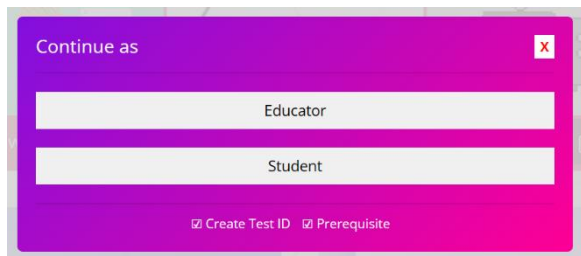 Continue as
X
Educator
Student
☑ Create Test ID ☑ Prerequisite